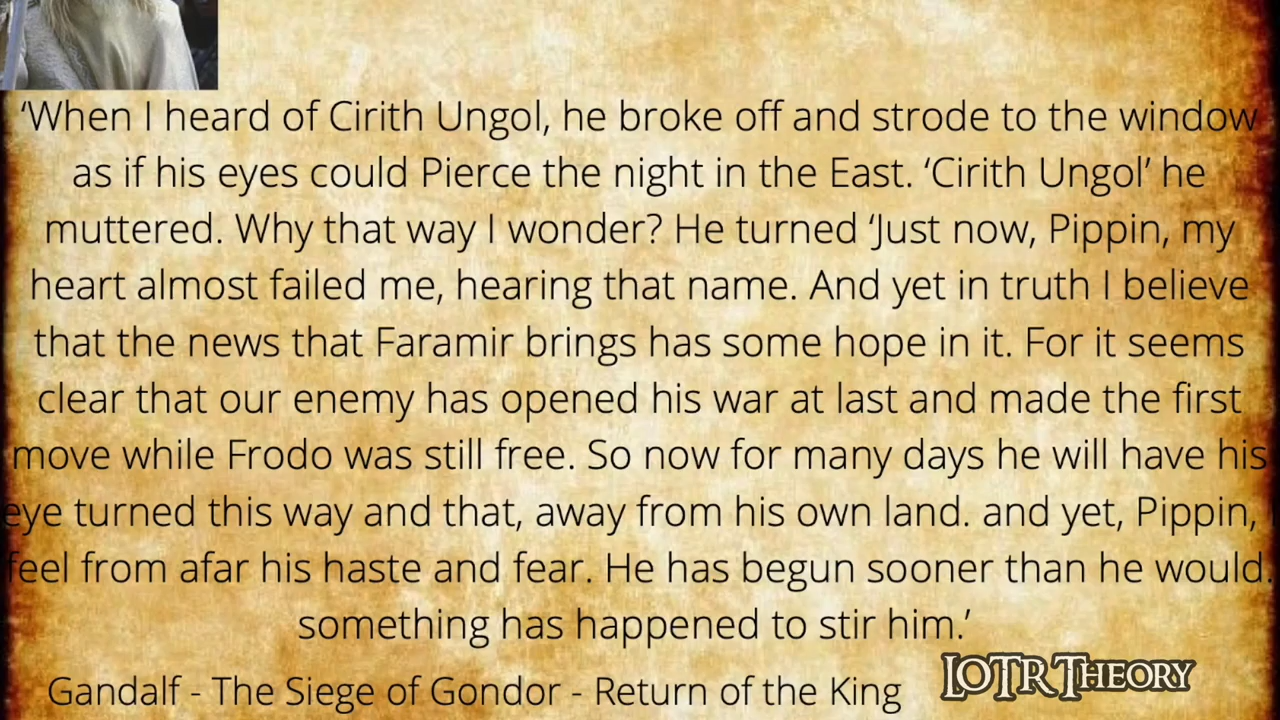 ‘When I heard of Cirith Ungol, he broke off and strode to the window
as if his eyes could Pierce the night in the East. ‘Cirith Ungol’ he
muttered. Why that way I wonder? He turned ‘Just now, Pippin, my
heart almost failed me, hearing that name. And yet in truth I believe
that the news that Faramir brings has some hope in it. For it seems
clear that our enemy has opened his war at last and made the first
move while Frodo was still free. So now for many days he will have his
eye turned this way and that, away from his own land. and yet, Pippin,
feel from afar his haste and fear. He has begun sooner than he would.
something has happened to stir him.’
Gandalf - The Siege of Gondor - Return of the King
LOTR Theory